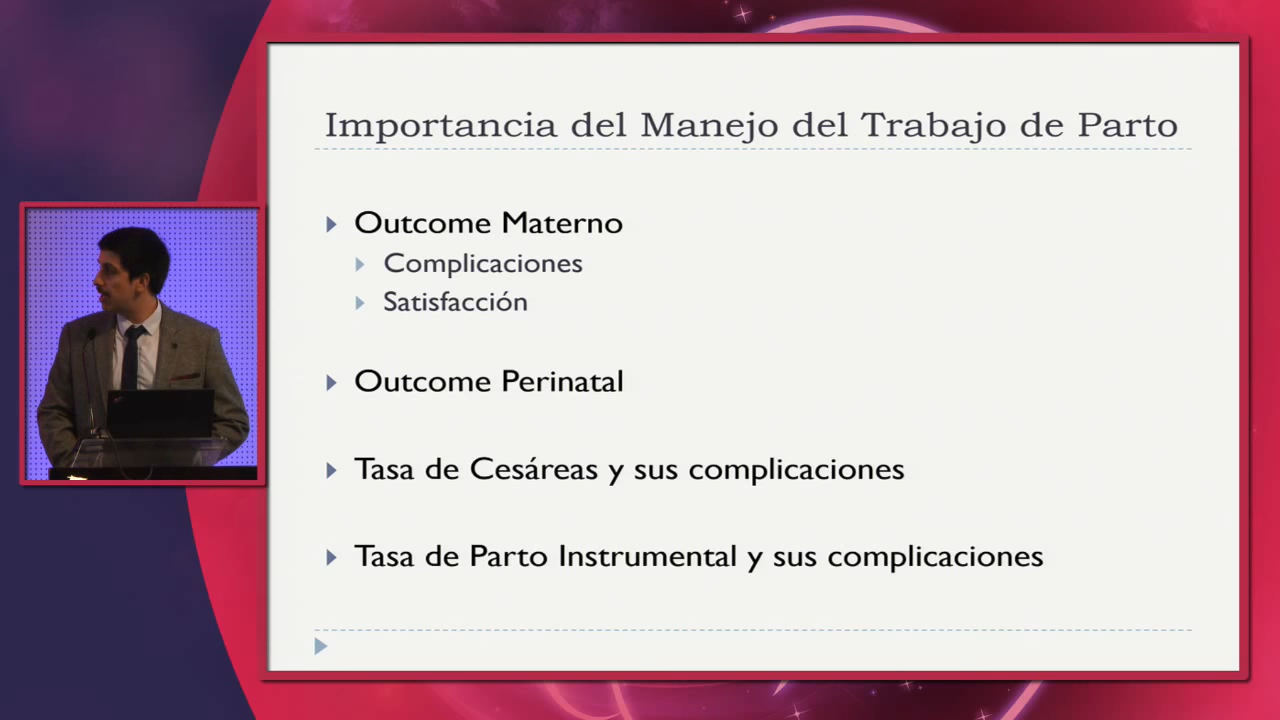 Importancia del Manejo del Trabajo de Parto
Outcome Materno
Complicaciones
Satisfacción
Outcome Perinatal
Tasa de Cesáreas y sus complicaciones
Tasa de Parto Instrumental y sus complicaciones